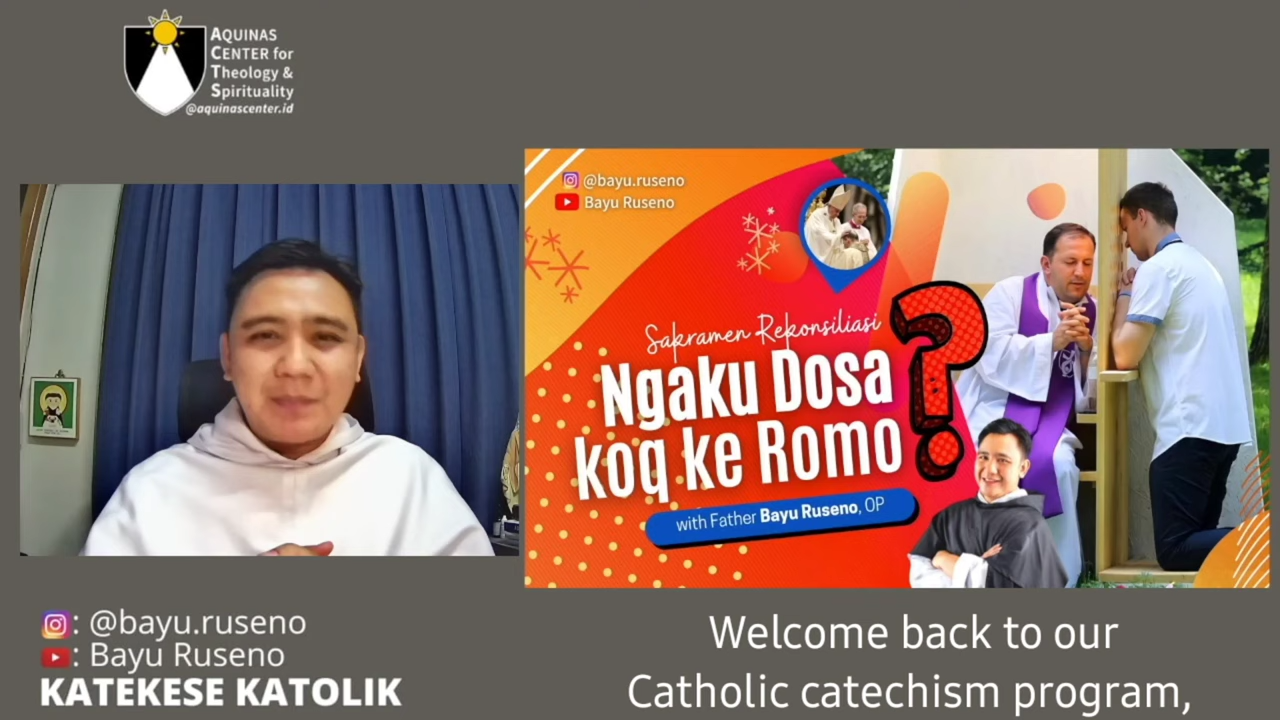 AQUINAS
CENTER for
Theology &
Spirituality
@aquinascenter.id
@bayu.ruseno
Bayu Ruseno
Sakramen Rekonsiliasi
Ngaku Dosa
koq ke Romo?
with Father Bayu Ruseno, OP
: @bayu.ruseno
: Bayu Ruseno
KATEKESE KATOLIK
Welcome back to our
Catholic catechism program,